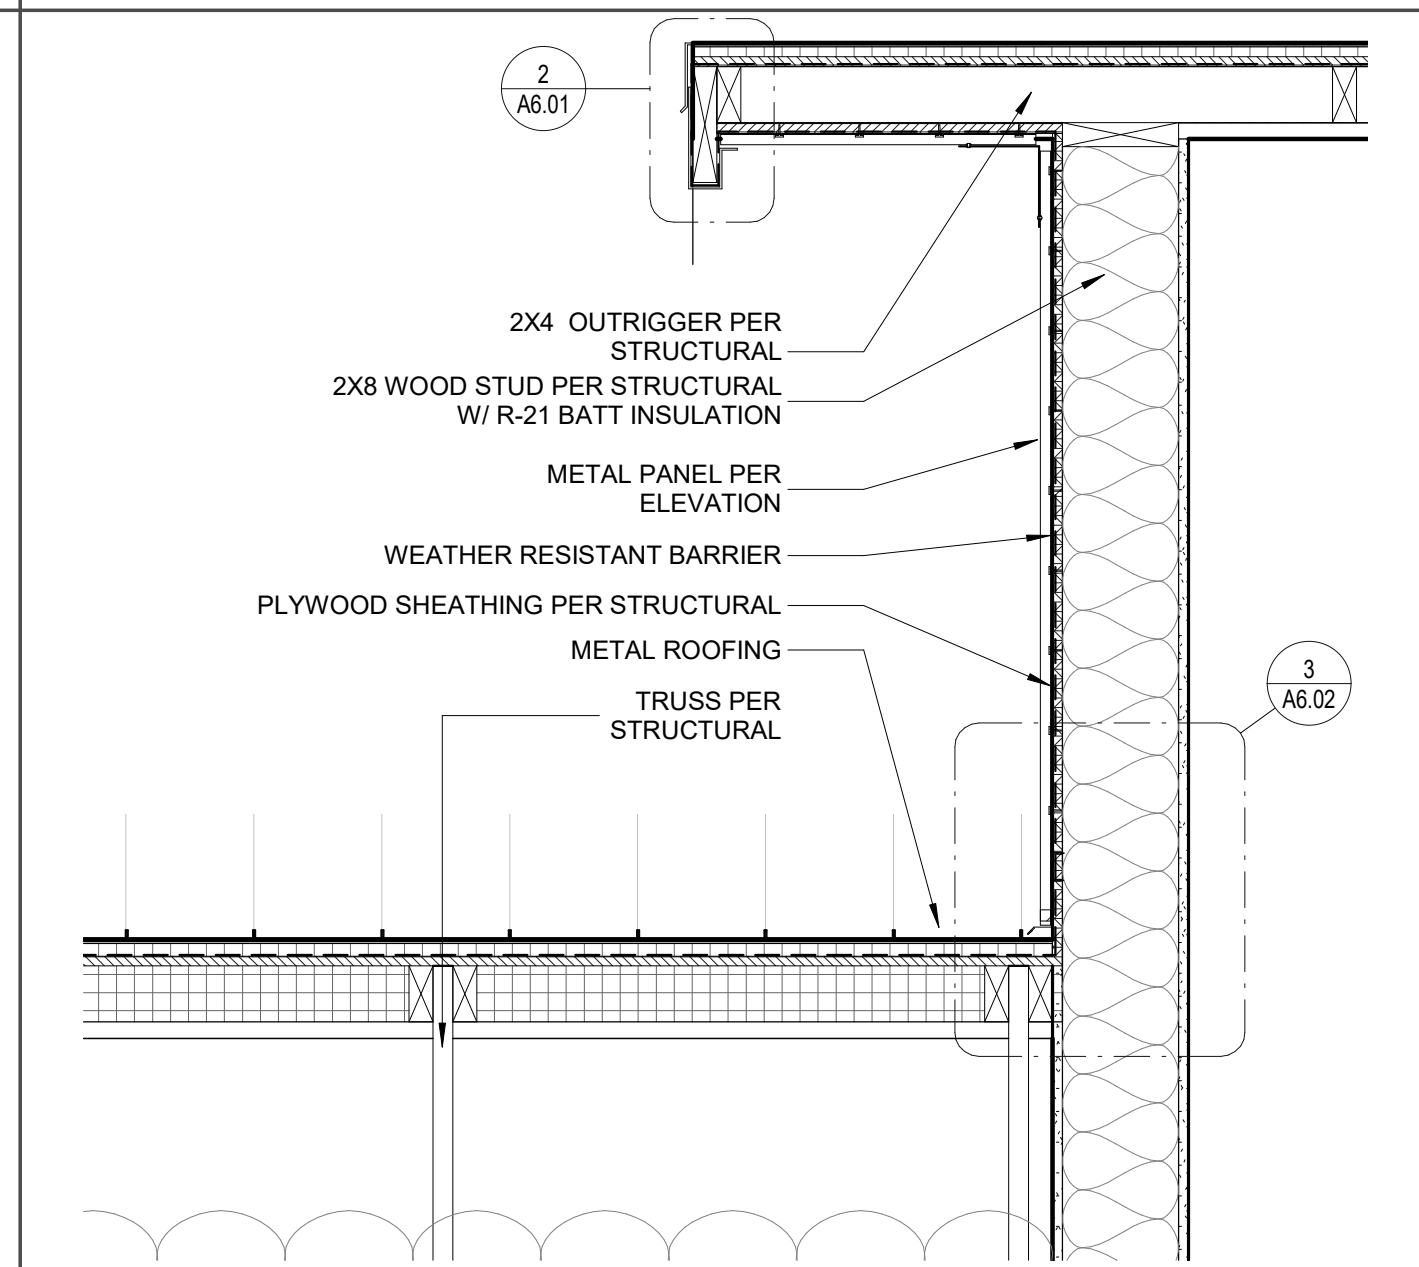 2
A6.01
2X4 OUTRIGGER PER
STRUCTURAL
2X8 WOOD STUD PER STRUCTURAL
W/ R-21 BATT INSULATION
METAL PANEL PER
ELEVATION
WEATHER RESISTANT BARRIER
PLYWOOD SHEATHING PER STRUCTURAL
METAL ROOFING
TRUSS PER
STRUCTURAL
3
A6.02